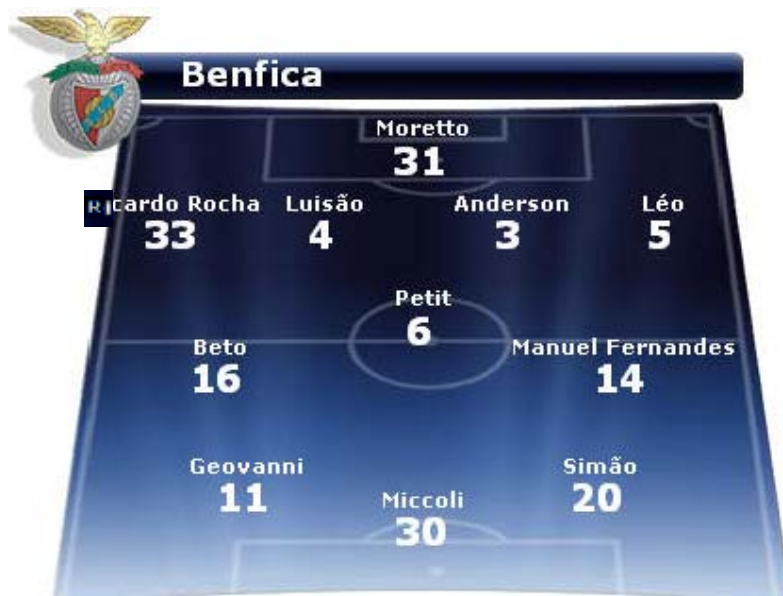 Benfica
Moretto
31
Ricardo Rocha Luisão Anderson Léo
33 4 3 5
Petit
6
Beto Manuel Fernandes
16 14
Geovanni Simão
11 20
Miccoli
30